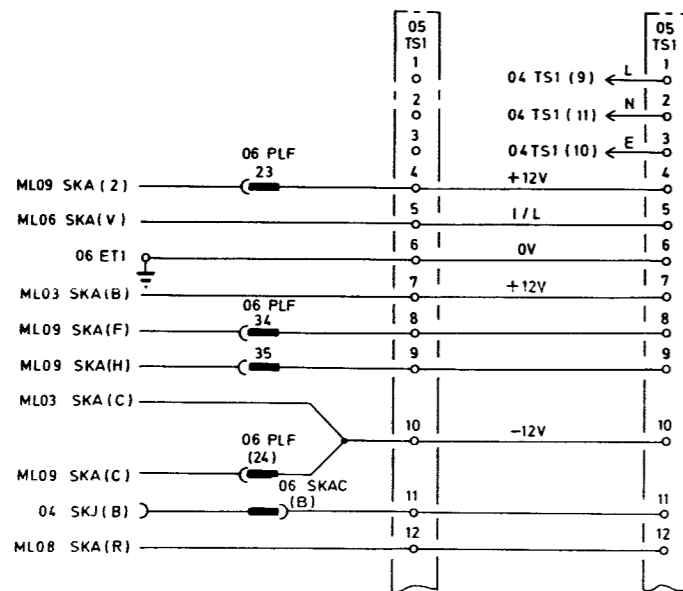 05
TS1
05
TS1
1
04 TS1 (9)
L
1
2
04 TS1 (11)
N
2
3
04TS1 (10)
E
3
06 PLF
23
ML09 SKA (2)
4
+12V
4
ML06 SKA(V)
5
I/L
5
06 ET1
6
0V
6
ML03 SKA(B)
7
+12V
7
06 PLF
34
ML09 SKA(F)
8
8
35
ML09 SKA(H)
9
9
ML03 SKA(C)
10
-12V
10
06 PLF
(24)
ML09 SKA(C)
06 SKAC
(B)
04 SKJ(B)
11
11
ML08 SKA(R)
12
12